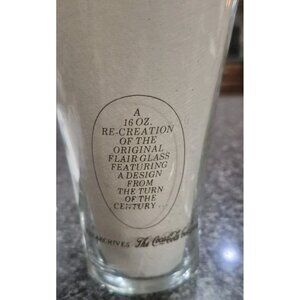 A
16 OZ.
RE-CREATION
OF THE
ORIGINAL
FLAIR GLASS
FEATURING
A DESIGN
FROM
THE TURN
OF THE
CENTURY...
ARCHIVES The Coca-Cola